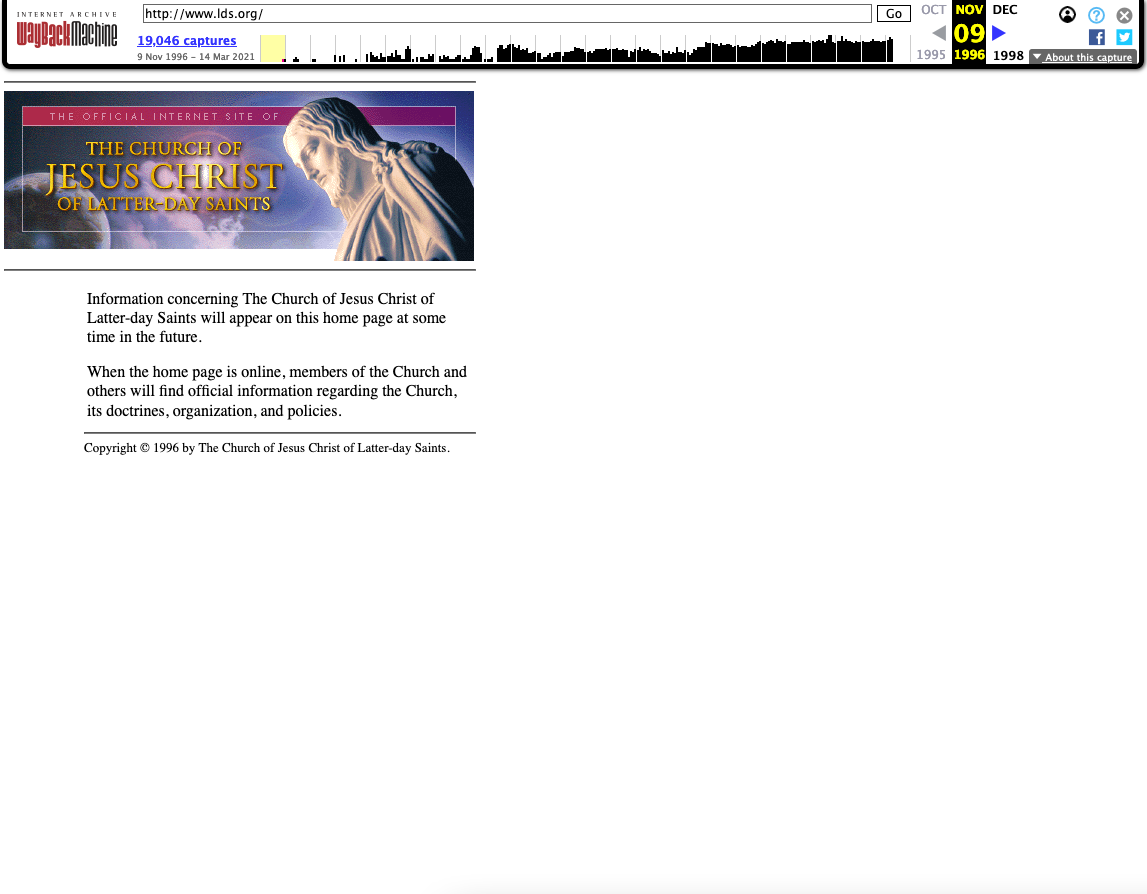 INTERNET ARCHIVE
WayBackMachine
http://www.lds.org/
Go
19,046 captures
9 Nov 1996 – 14 Mar 2021
OCT NOV DEC
09
1995 1996 1998
About this capture
THE OFFICIAL INTERNET SITE OF
THE CHURCH OF
JESUS CHRIST
OF LATTER-DAY SAINTS
Information concerning The Church of Jesus Christ of
Latter-day Saints will appear on this home page at some
time in the future.
When the home page is online, members of the Church and
others will find official information regarding the Church,
its doctrines, organization, and policies.
Copyright © 1996 by The Church of Jesus Christ of Latter-day Saints.